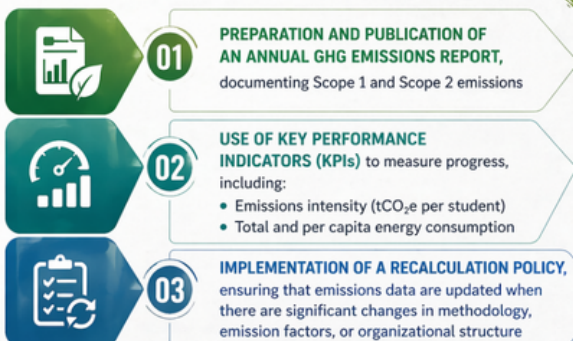 01
PREPARATION AND PUBLICATION OF
AN ANNUAL GHG EMISSIONS REPORT,
documenting Scope 1 and Scope 2 emissions
02
USE OF KEY PERFORMANCE
INDICATORS (KPIs) to measure progress,
including:
• Emissions intensity (tCO₂e per student)
• Total and per capita energy consumption
03
IMPLEMENTATION OF A RECALCULATION POLICY,
ensuring that emissions data are updated when
there are significant changes in methodology,
emission factors, or organizational structure